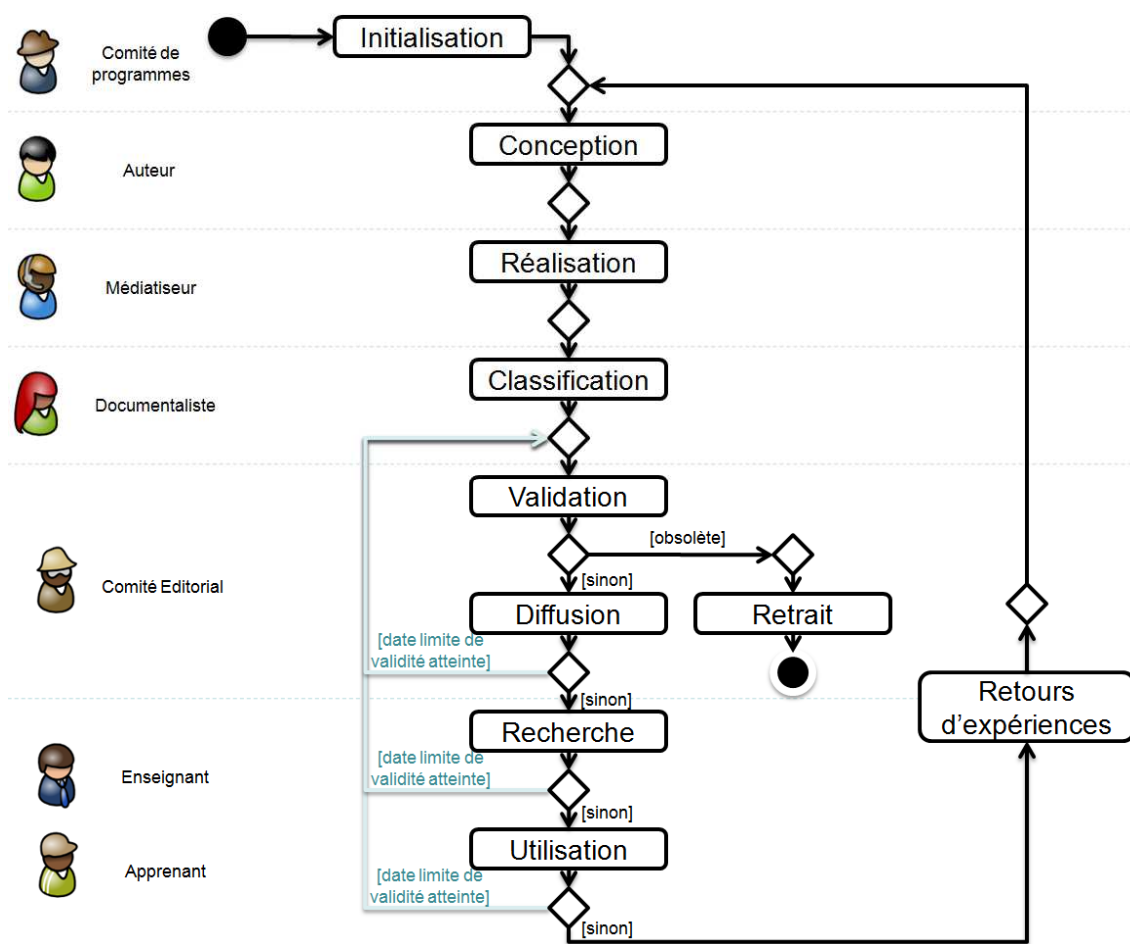 Comité de
programmes
Initialisation
Auteur
Conception
Médiatiseur
Réalisation
Documentaliste
Classification
Comité Editorial
Validation
[obsolète]
[sinon]
Diffusion
Retrait
[date limite de
validité atteinte]
[sinon]
Retours
d'expériences
Enseignant
Recherche
[date limite de
validité atteinte]
[sinon]
Apprenant
Utilisation
[date limite de
validité atteinte]
[sinon]